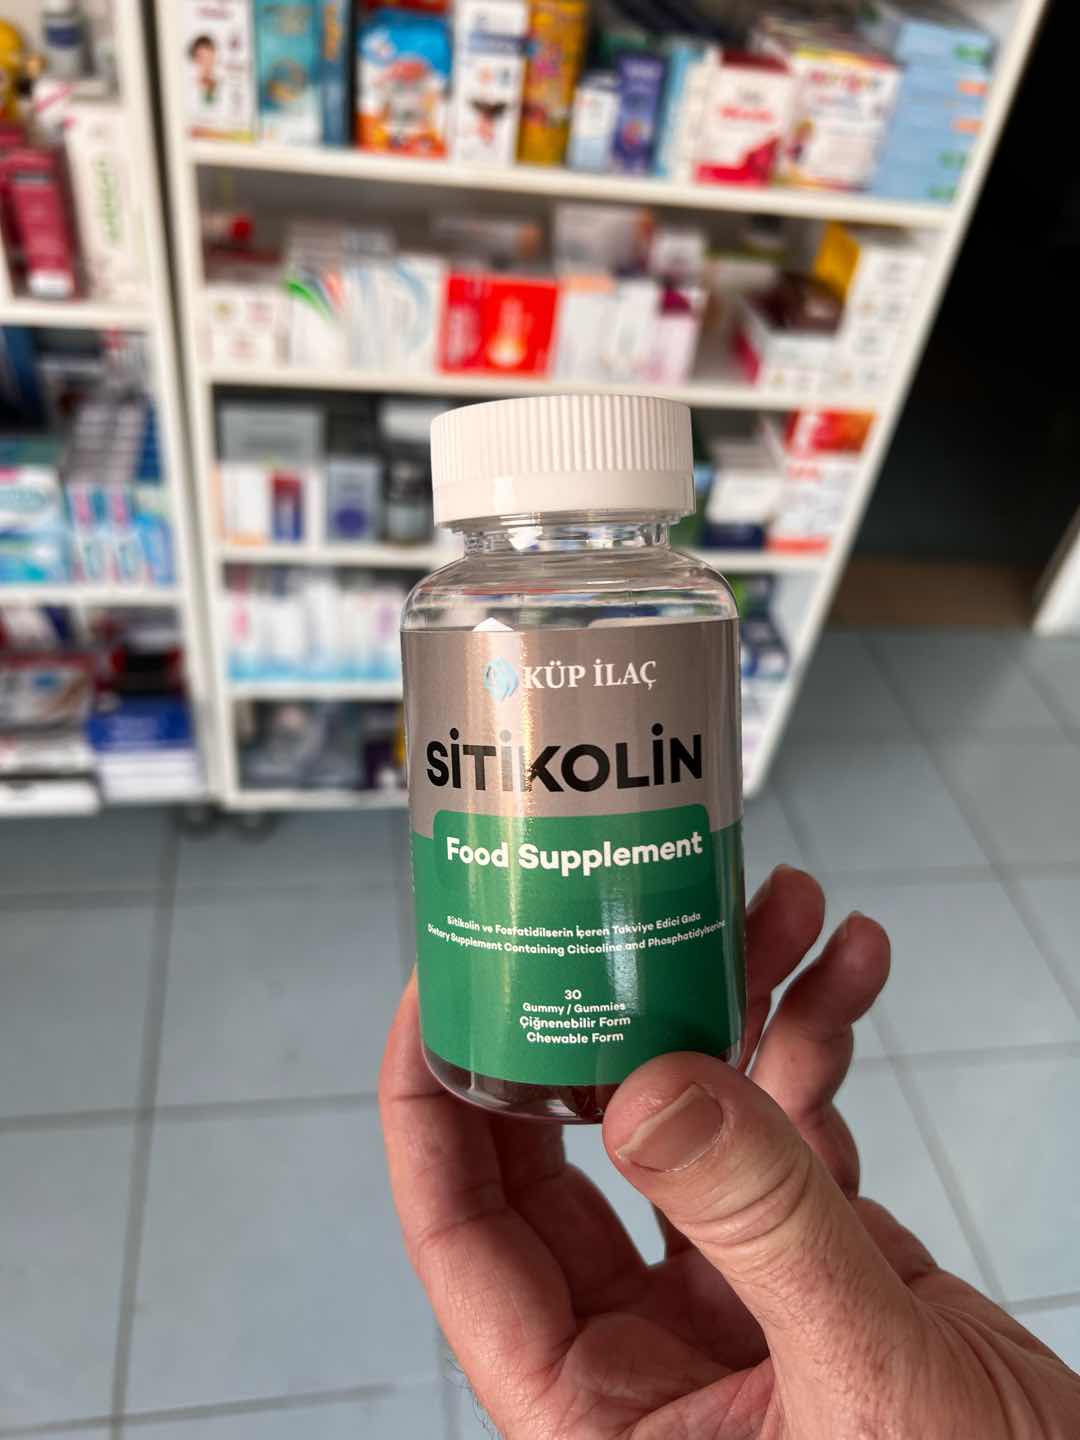 KÜP İLAÇ
SİTİKOLİN
Food Supplement
Sitikolin ve Fosfatidilserin İçeren Takviye Edici Gıda
Dietary Supplement Containing Citicoline and Phosphatidylserine
30
Gummy / Gummies
Çiğnenebilir Form
Chewable Form